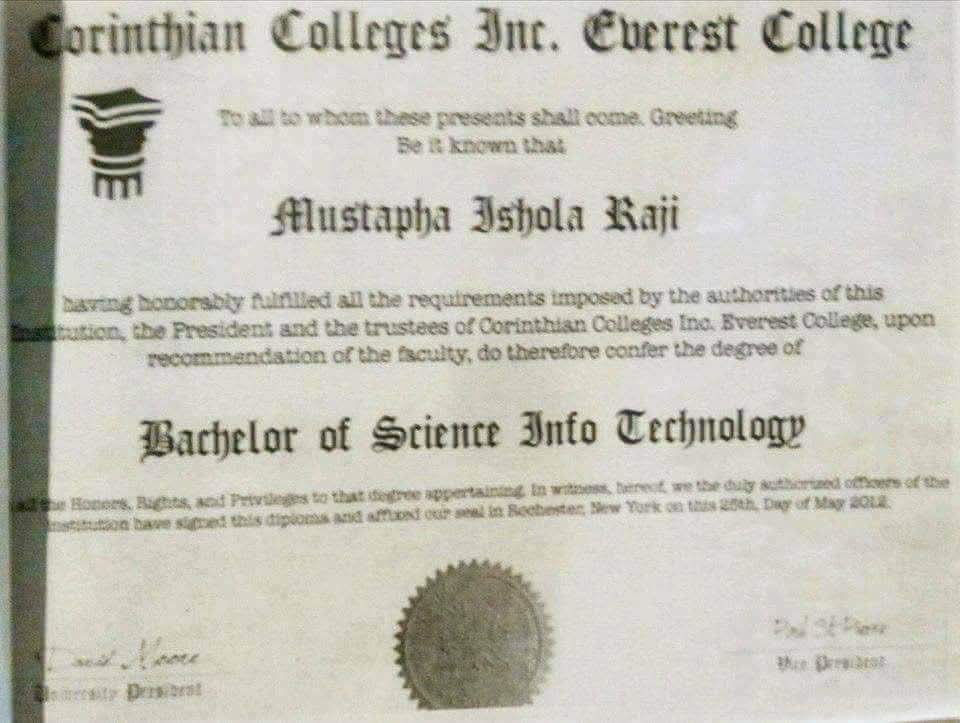 Corinthian Colleges Inc. Everest College
To all to whom these presents shall come. Greeting
Be it known that
Mustapha Ishola Raji
having honorably fulfilled all the requirements imposed by the authorities of this
Institution, the President and the trustees of Corinthian Colleges Inc. Everest College, upon
recommendation of the faculty, do therefore confer the degree of
Bachelor of Science Info Technology
all the Honors, Rights, and Privileges to that degree appertaining. In witness, hereof, we the duly authorized officers of the
institution have signed this diploma and affixed our seal in Rochester, New York on this Day of May 2012.
David Moore
University President
Vice President